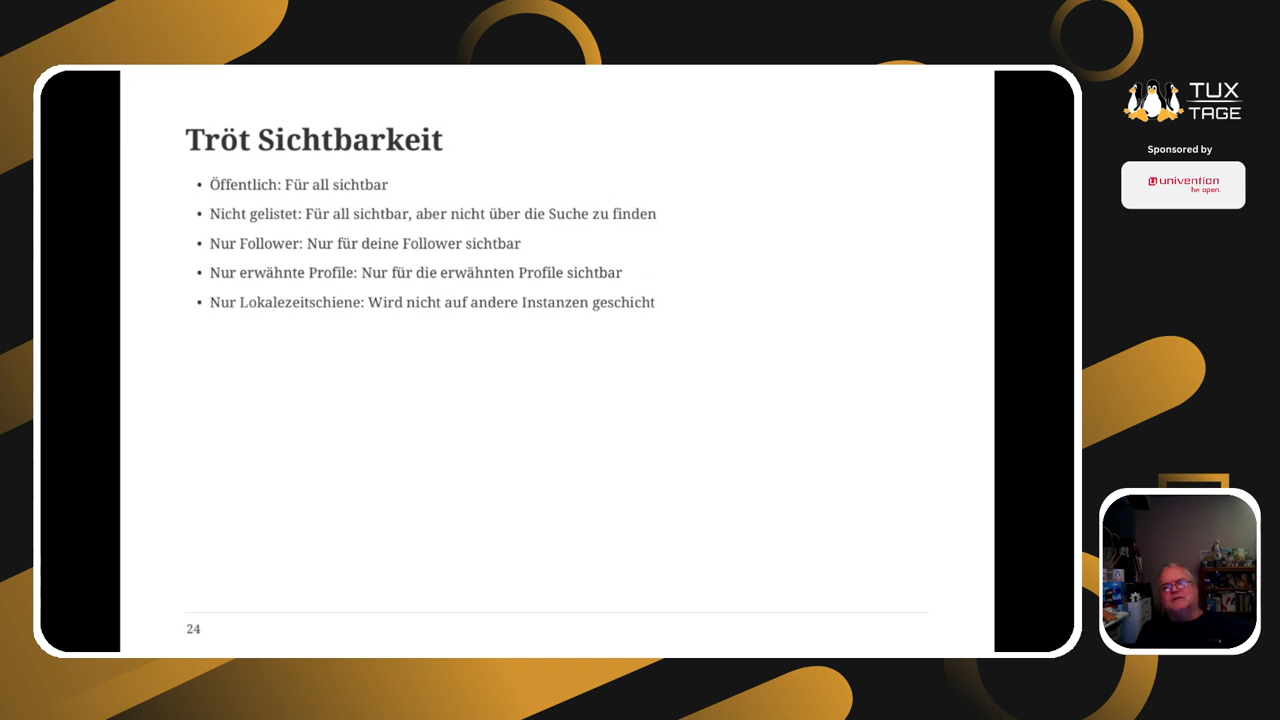 Tröt Sichtbarkeit
• Öffentlich: Für all sichtbar
• Nicht gelistet: Für all sichtbar, aber nicht über die Suche zu finden
• Nur Follower: Nur für deine Follower sichtbar
• Nur erwähnte Profile: Nur für die erwähnten Profile sichtbar
• Nur Lokalezeitschiene: Wird nicht auf andere Instanzen geschicht
24
TUX
TAGE
Sponsored by
univention
be open.